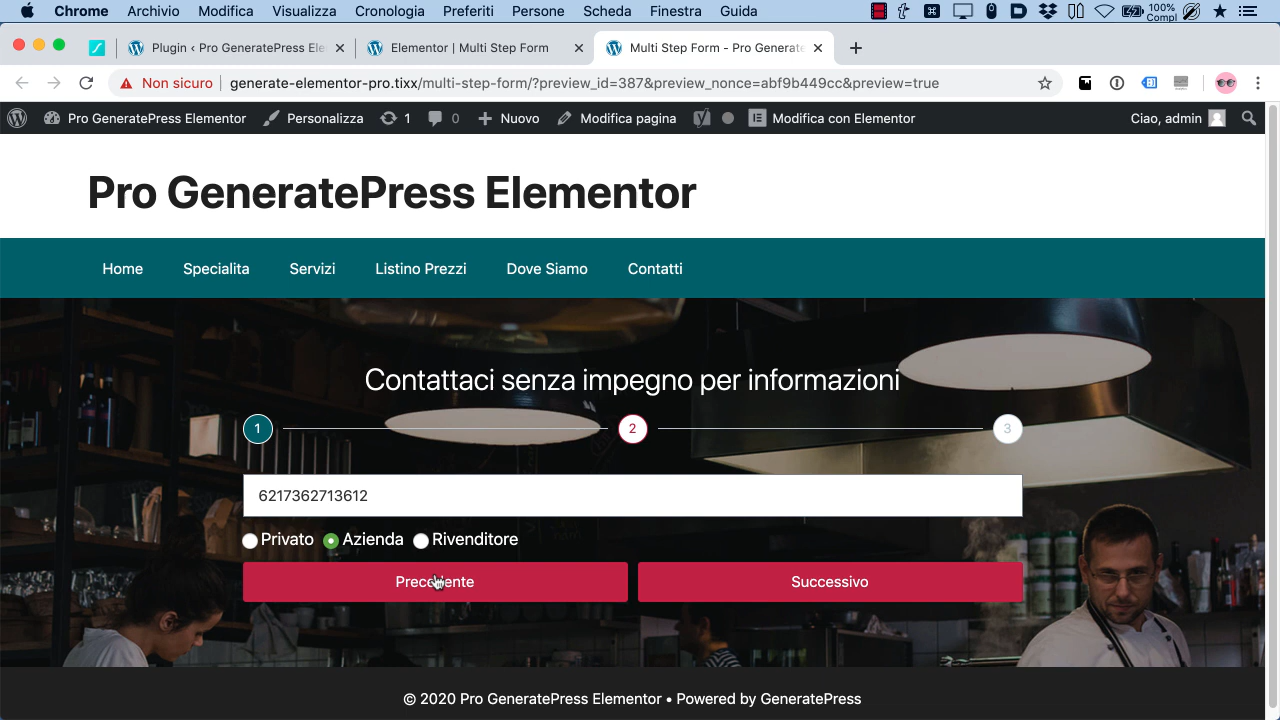 Chrome Archivio Modifica Visualizza Cronologia Preferiti Persone Scheda Finestra Guida 100% Compl
Plugin ‹ Pro GeneratePress Ele
Elementor | Multi Step Form
Multi Step Form - Pro Generate
Non sicuro generate-elementor-pro.tixx/multi-step-form/?preview_id=387&preview_nonce=abf9b449cc&preview=true
Pro GeneratePress Elementor Personalizza 1 0 Nuovo Modifica pagina Modifica con Elementor Ciao, admin
Pro GeneratePress Elementor
Home Specialita Servizi Listino Prezzi Dove Siamo Contatti
Contattaci senza impegno per informazioni
1 2 3
6217362713612
Privato Azienda Rivenditore
Precedente Successivo
© 2020 Pro GeneratePress Elementor • Powered by GeneratePress